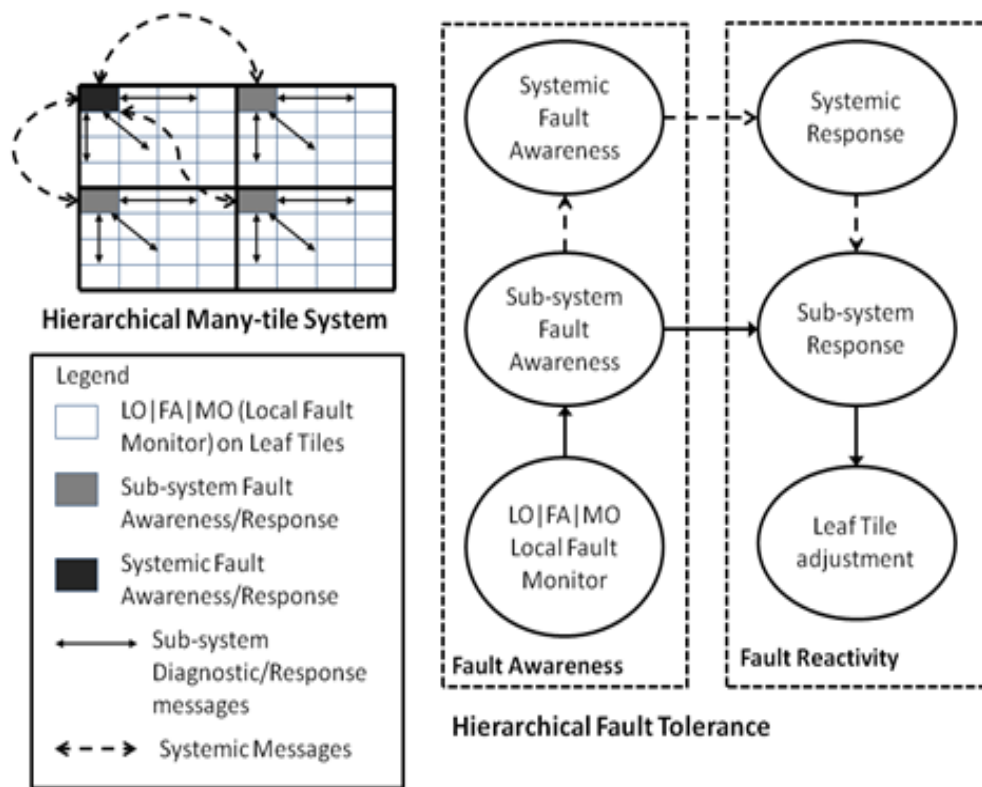 Hierarchical Many-tile System
Legend
LO|FA|MO (Local Fault
Monitor) on Leaf Tiles
Sub-system Fault
Awareness/Response
Systemic Fault
Awareness/Response
Sub-system
Diagnostic/Response
messages
Systemic Messages
Systemic
Fault
Awareness
Sub-system
Fault
Awareness
LO|FA|MO
Local Fault
Monitor
Fault Awareness
Systemic
Response
Sub-system
Response
Leaf Tile
adjustment
Fault Reactivity
Hierarchical Fault Tolerance